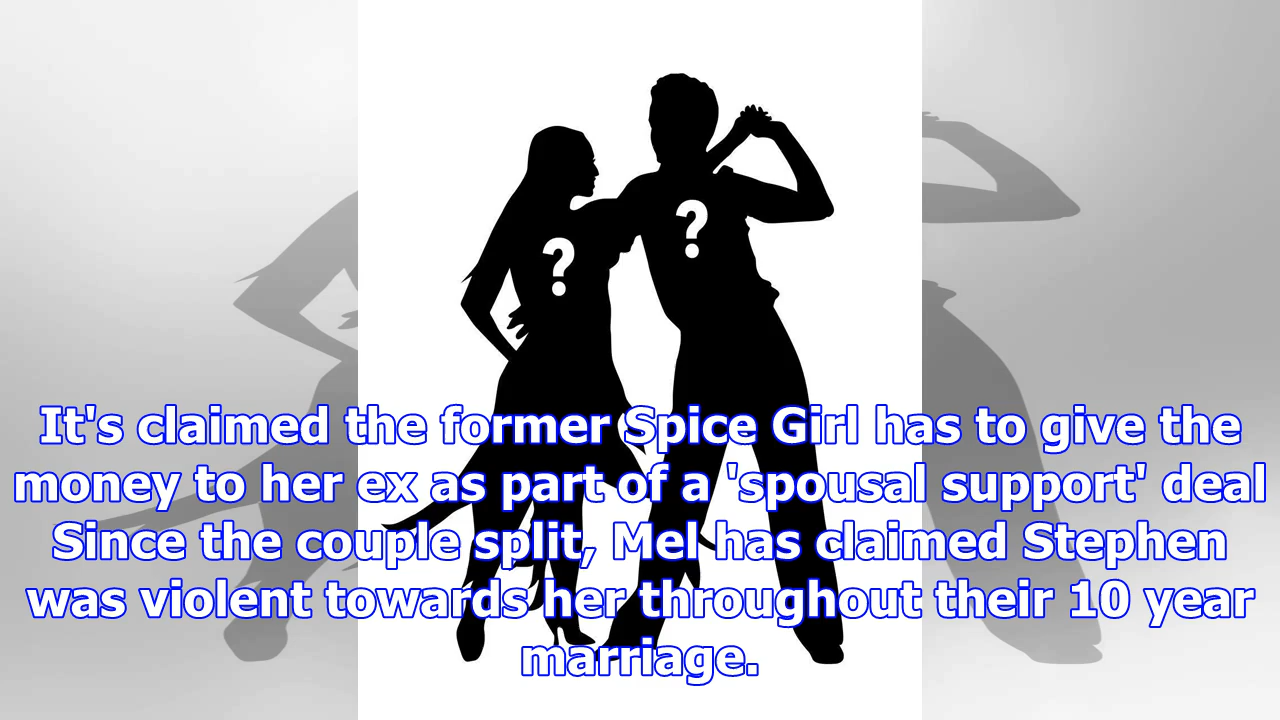 ?
?
It's claimed the former Spice Girl has to give the
money to her ex as part of a 'spousal support' deal
Since the couple split, Mel has claimed Stephen
was violent towards her throughout their 10 year
marriage.